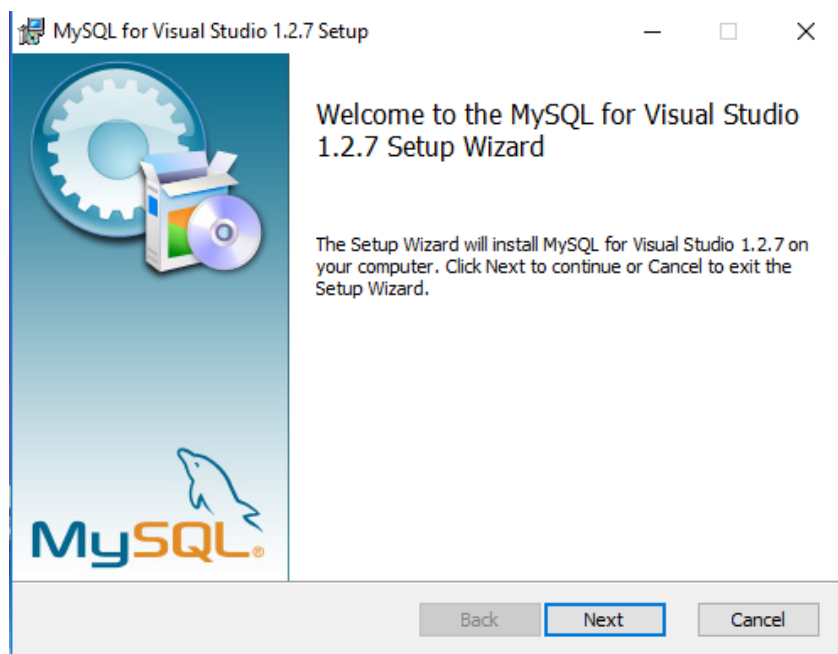 MySQL for Visual Studio 1.2.7 Setup
Welcome to the MySQL for Visual Studio
1.2.7 Setup Wizard
The Setup Wizard will install MySQL for Visual Studio 1.2.7 on
your computer. Click Next to continue or Cancel to exit the
Setup Wizard.
MySQL®
Back
Next
Cancel